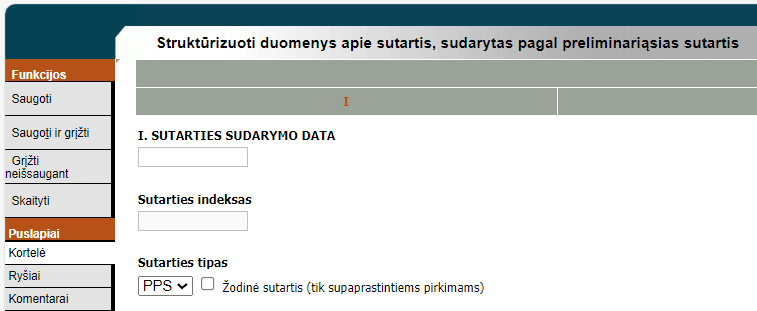 Struktūrizuoti duomenys apie sutartis, sudarytas pagal preliminariąsias sutartis
Funkcijos
Saugoti
Saugoti ir grįžti
Grįžti
neišsaugant
Skaityti
Puslapiai
Kortelė
Ryšiai
Komentarai
I
I. SUTARTIES SUDARYMO DATA
Sutarties indeksas
Sutarties tipas
PPS Žodinė sutartis (tik supaprastintiems pirkimams)